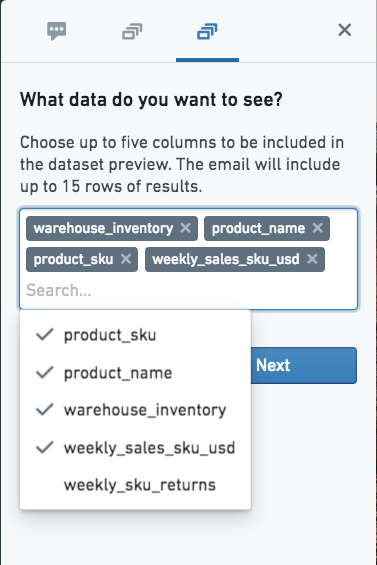 What data do you want to see?
Choose up to five columns to be included in
the dataset preview. The email will include
up to 15 rows of results.
warehouse_inventory × product_name ×
product_sku × weekly_sales_sku_usd ×
Search...
product_sku
product_name
warehouse_inventory
weekly_sales_sku_usd
weekly_sku_returns
Next